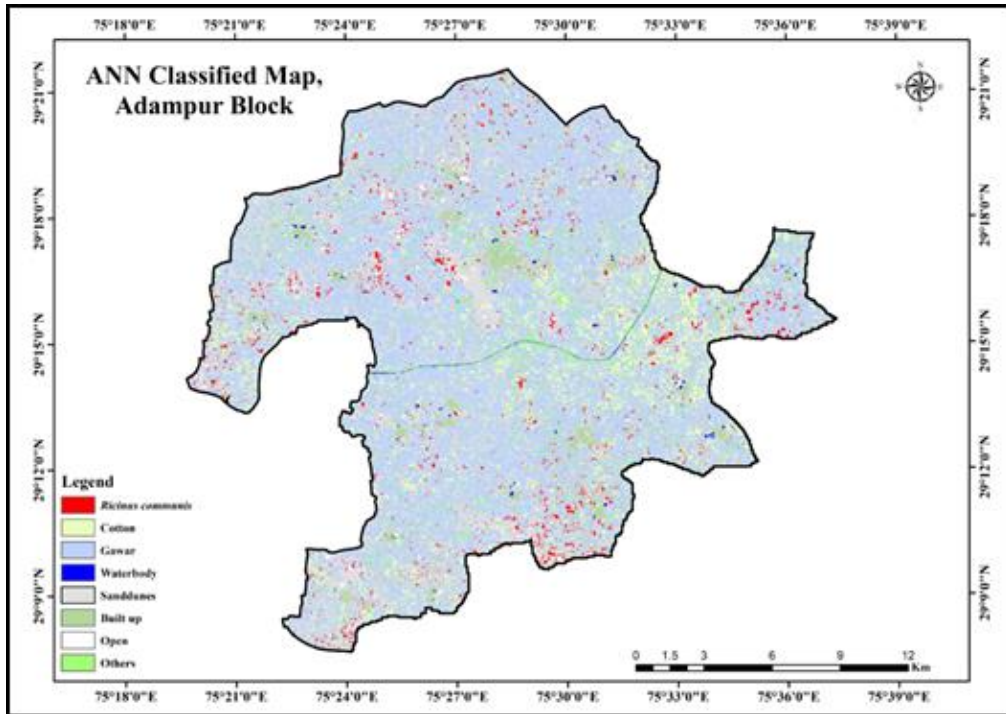 75°18'0"E 75°21'0"E 75°24'0"E 75°27'0"E 75°30'0"E 75°33'0"E 75°36'0"E 75°39'0"E
ANN Classified Map,
Adampur Block
N
W E
S
29°21'0"N 29°21'0"N
29°18'0"N 29°18'0"N
29°15'0"N 29°15'0"N
29°12'0"N 29°12'0"N
29°9'0"N 29°9'0"N
Legend
Ricinus communis
Cotton
Gawar
Waterbody
Sanddunes
Built up
Open
Others
0 1.5 3 6 9 12
Km
75°18'0"E 75°21'0"E 75°24'0"E 75°27'0"E 75°30'0"E 75°33'0"E 75°36'0"E 75°39'0"E